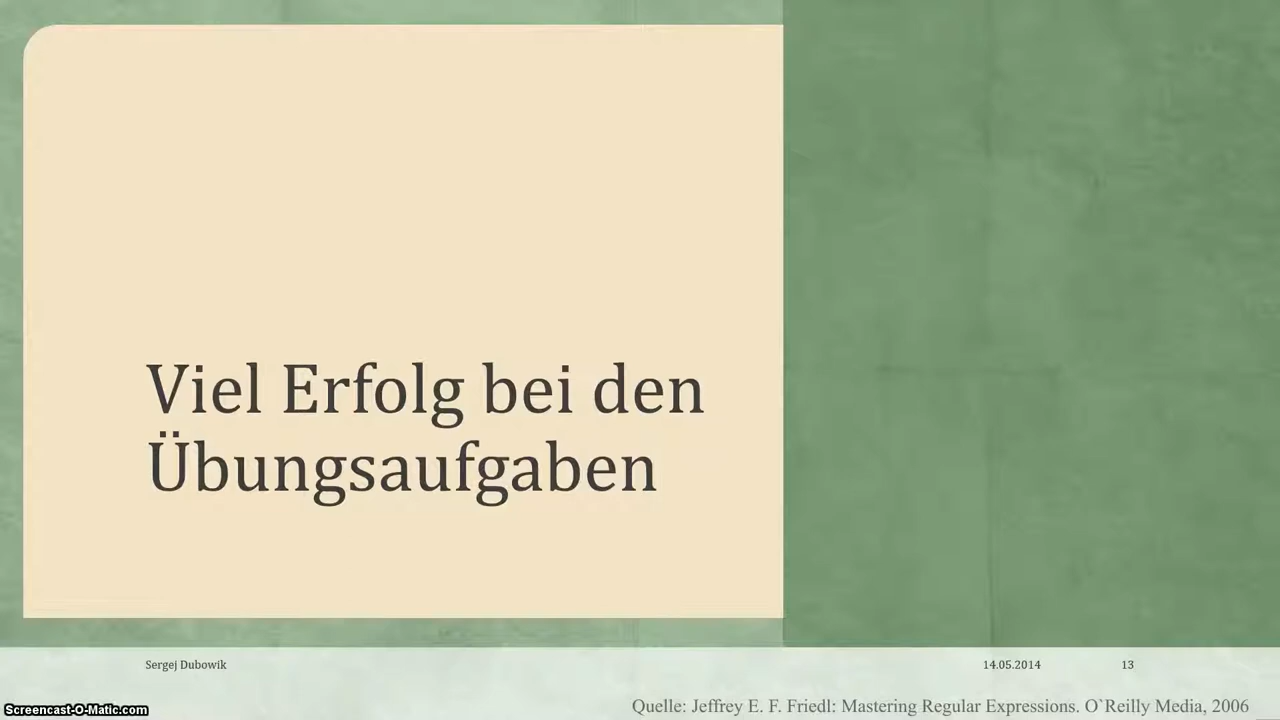 Viel Erfolg bei den
Übungsaufgaben
Sergej Dubowik
14.05.2014
13
Quelle: Jeffrey E. F. Friedl: Mastering Regular Expressions. O`Reilly Media, 2006
Screencast-O-Matic.com